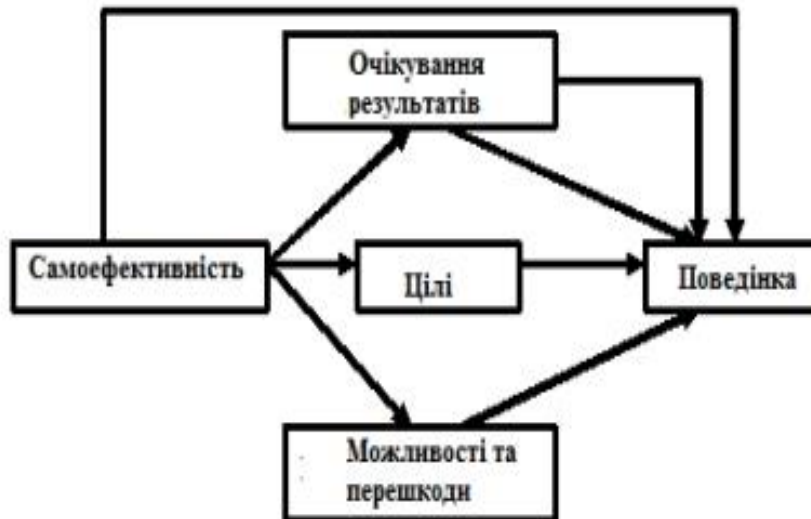 Очікування
результатів
Самоефективність
Цілі
Поведінка
Можливості та
перешкоди